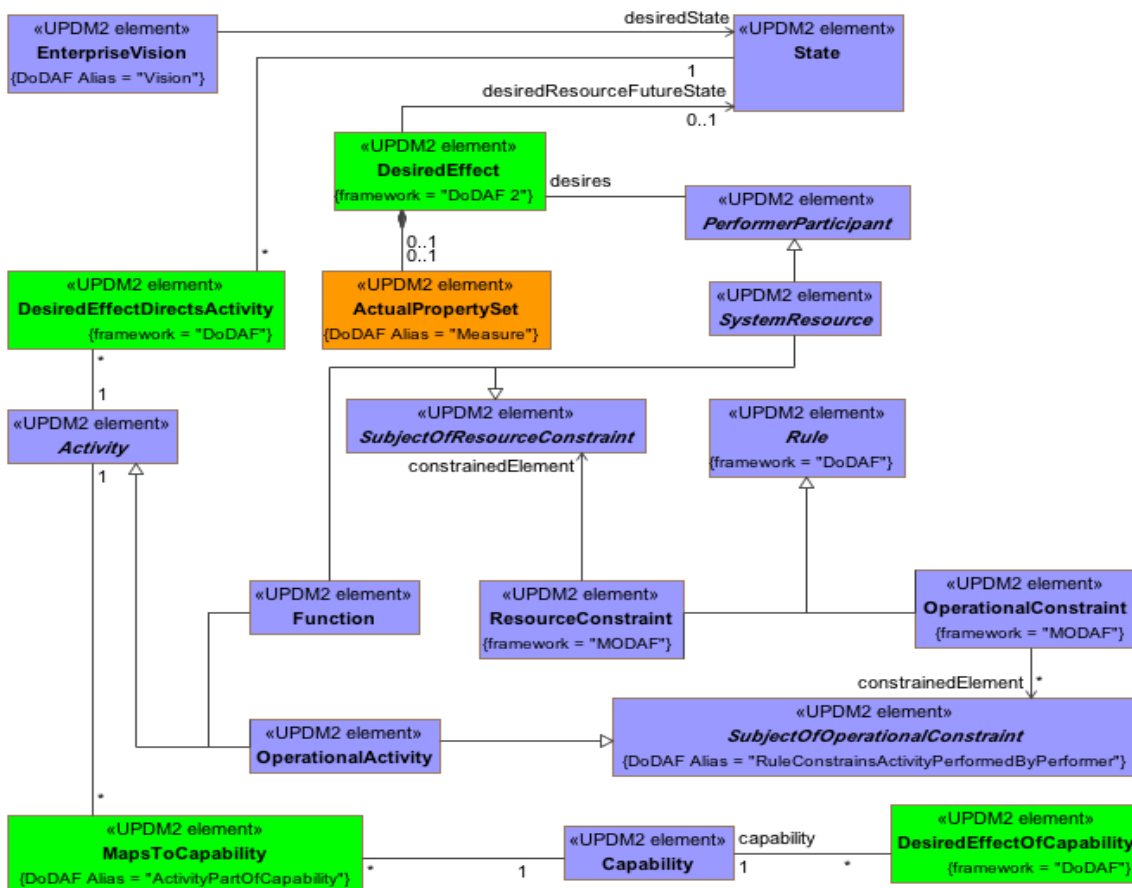 «UPDM2 element»
EnterpriseVision
{DoDAF Alias = "Vision"}
desiredState
«UPDM2 element»
State
1
desiredResourceFutureState
0..1
«UPDM2 element»
DesiredEffect
{framework = "DoDAF 2"}
desires
«UPDM2 element»
PerformerParticipant
0..1
0..1
*
«UPDM2 element»
DesiredEffectDirectsActivity
{framework = "DoDAF"}
«UPDM2 element»
ActualPropertySet
{DoDAF Alias = "Measure"}
«UPDM2 element»
SystemResource
*
1
«UPDM2 element»
Activity
1
«UPDM2 element»
SubjectOfResourceConstraint
constrainedElement
«UPDM2 element»
Rule
{framework = "DoDAF"}
«UPDM2 element»
Function
«UPDM2 element»
ResourceConstraint
{framework = "MODAF"}
«UPDM2 element»
OperationalConstraint
{framework = "MODAF"}
constrainedElement *
«UPDM2 element»
OperationalActivity
«UPDM2 element»
SubjectOfOperationalConstraint
{DoDAF Alias = "RuleConstrainsActivityPerformedByPerformer"}
*
«UPDM2 element»
MapsToCapability
{DoDAF Alias = "ActivityPartOfCapability"}
*
1
«UPDM2 element»
Capability
capability
1
*
«UPDM2 element»
DesiredEffectOfCapability
{framework = "DoDAF"}